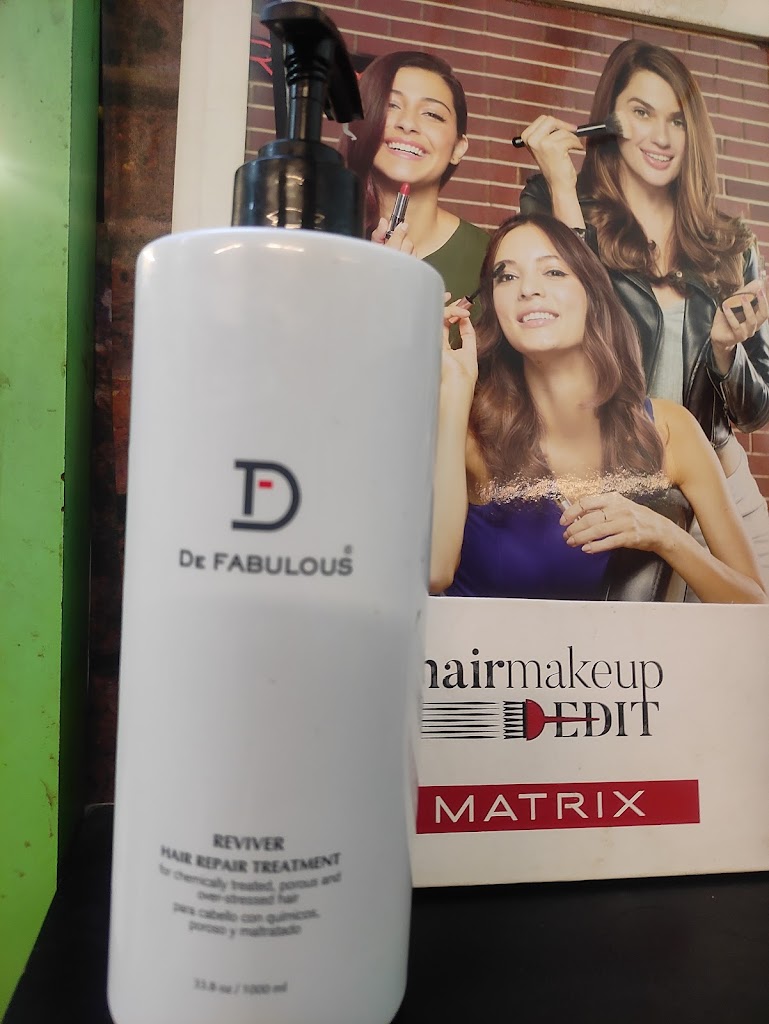 DE FABULOUS®
REVIVER
HAIR REPAIR TREATMENT
for chemically treated, porous and
over-stressed hair
para cabello con químicos,
poroso y maltratado
33.8 oz / 1000 ml
hairmakeup
EDIT
MATRIX